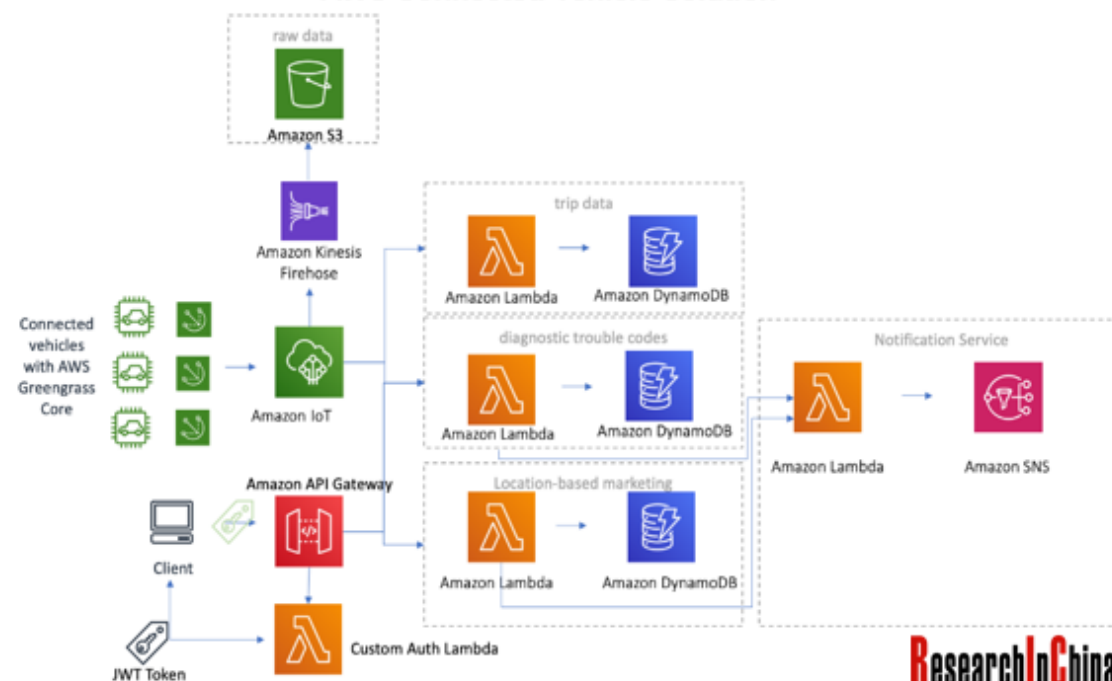 raw data
Amazon S3
Amazon Kinesis
Firehose
trip data
Amazon Lambda
Amazon DynamoDB
Connected
vehicles
with AWS
Greengrass
Core
Amazon IoT
diagnostic trouble codes
Amazon Lambda
Amazon DynamoDB
Notification Service
Amazon Lambda
Amazon SNS
Amazon API Gateway
Location-based marketing
Amazon Lambda
Amazon DynamoDB
Client
JWT Token
Custom Auth Lambda
ResearchInChina